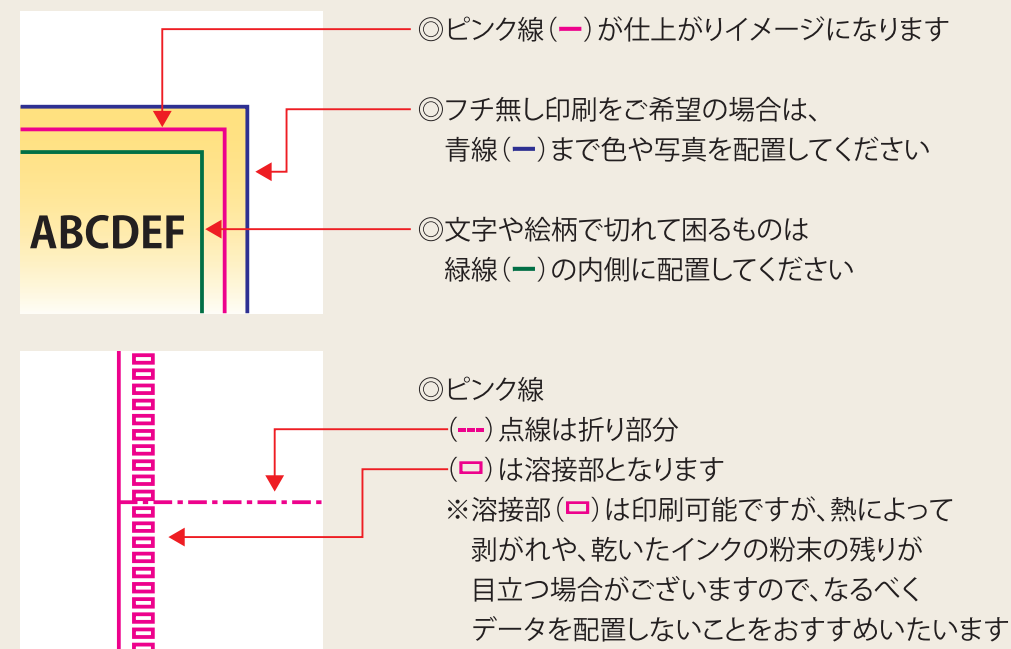 ◎ピンク線(ー)が仕上がりイメージになります
◎フチ無し印刷をご希望の場合は、
青線(ー)まで色や写真を配置してください
ABCDEF
◎文字や絵柄で切れて困るものは
緑線(ー)の内側に配置してください
◎ピンク線
(---)点線は折り部分
(□)は溶接部となります
※溶接部(□)は印刷可能ですが、熱によって
剥がれや、乾いたインクの粉末の残りが
目立つ場合がございますので、なるべく
データを配置しないことをおすすめいたいます